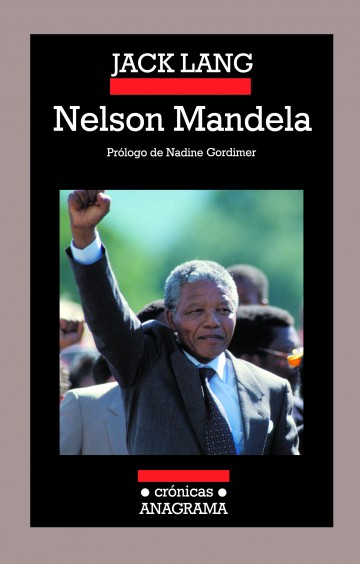 JACK LANG
Nelson Mandela
Prólogo de Nadine Gordimer
● crónicas ●
ANAGRAMA